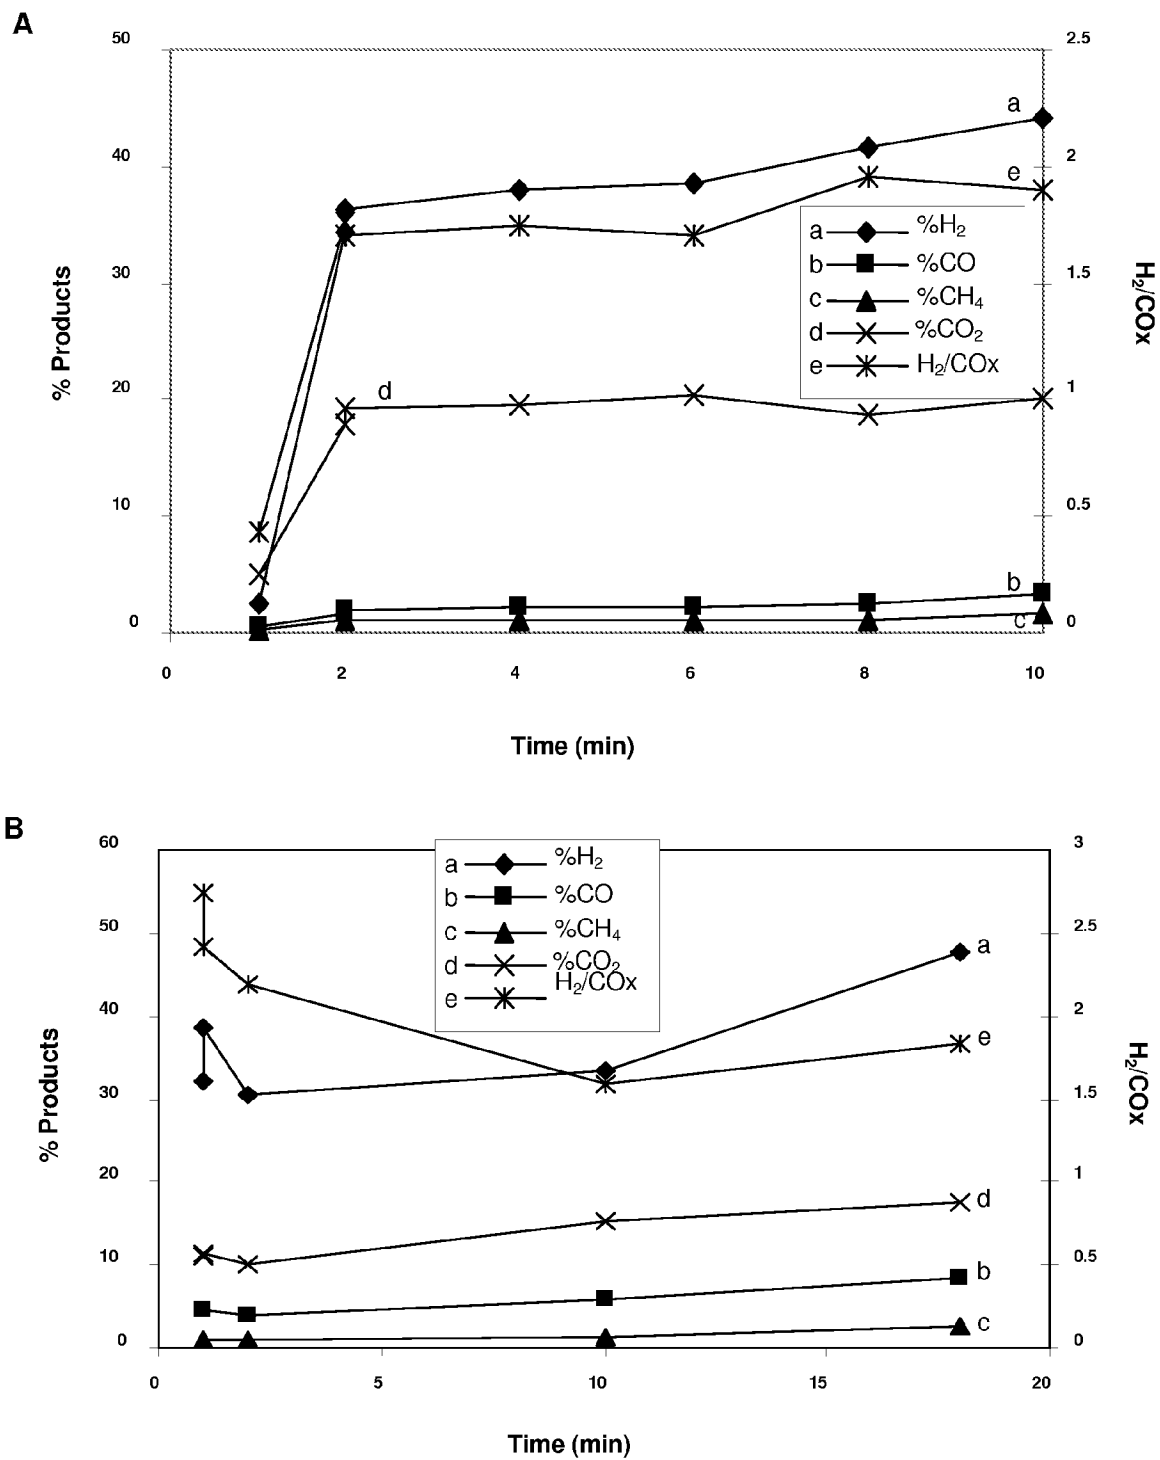 A
50
40
30
20
10
0
% Products
2.5
2
1.5
1
0.5
0
H₂/COx
a
e
d
b
c
a %H₂
b %CO
c %CH₄
d %CO₂
e H₂/COx
0 2 4 6 8 10
Time (min)
B
60
50
40
30
20
10
0
% Products
3
2.5
2
1.5
1
0.5
0
H₂/COx
a %H₂
b %CO
c %CH₄
d %CO₂
e H₂/COx
a
e
d
b
c
0 5 10 15 20
Time (min)